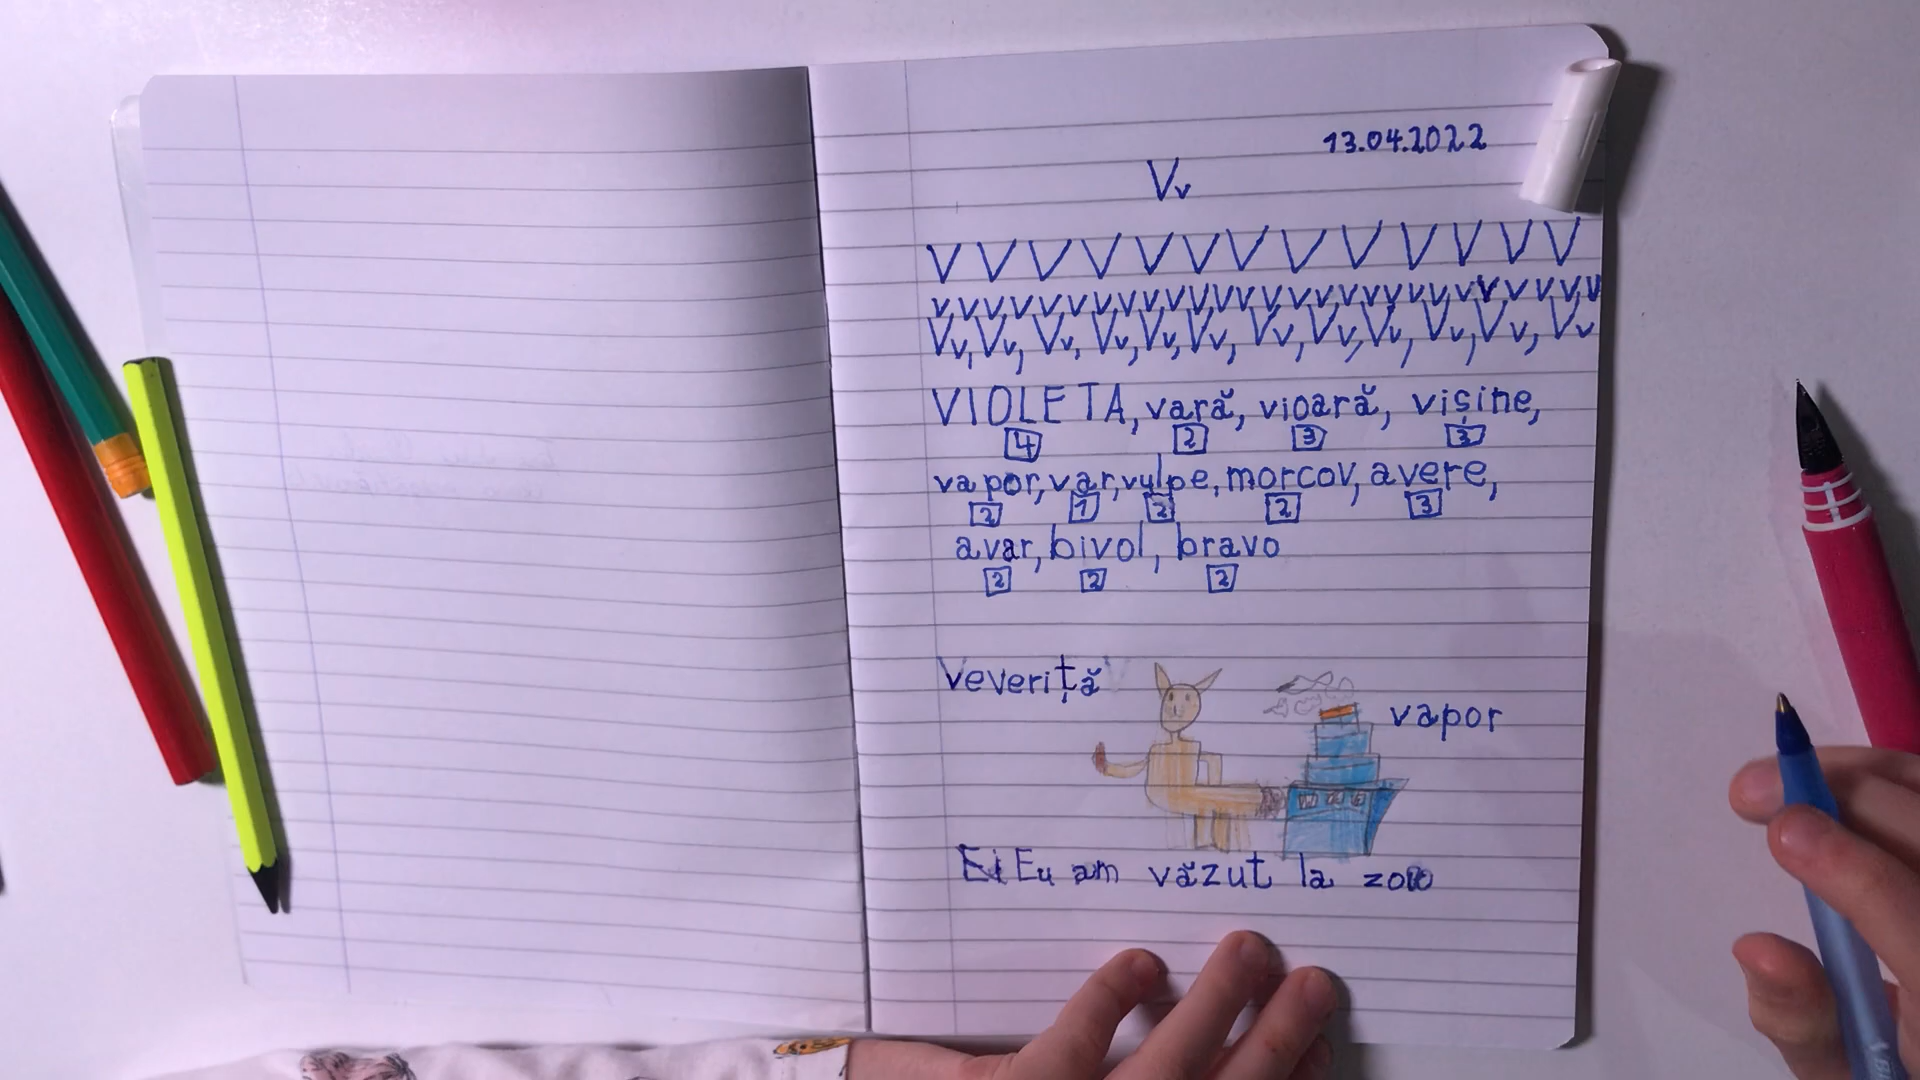 13.04.2022
Vv
V V V V V V V V V V V V V
v v v v v v v v v v v v v v v v v v v v v v v v v v v v
Vv, Vv, Vv, Vv, Vv, Vv, Vv, Vv, Vv, Vv, Vv, Vv
VIOLETA, vară, vioară, vișine,
4 2 3 3
vapor, var, vulpe, morcov, avere,
2 1 2 2 3
avar, bivol, bravo
2 2 2
Veveriță
vapor
Eu am văzut la zoo